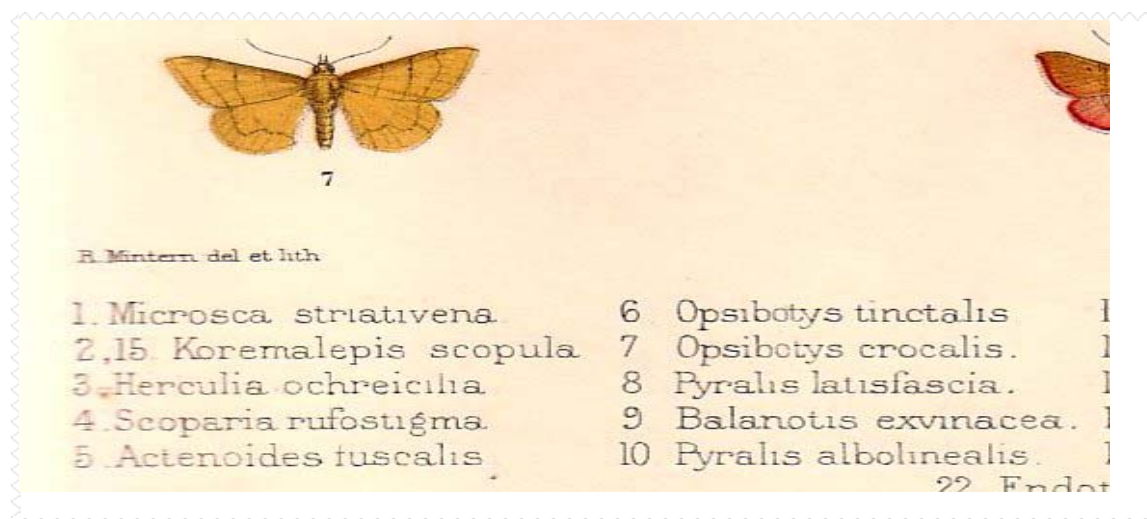 7
R. Mintern del et lith
1. Microsca striativena
2,15. Koremalepis scopula
3. Herculia ochreicilia
4. Scoparia rufostigma
5. Actenoides fuscalis
6 Opsibotys tinctalis
7 Opsibotys crocalis.
8 Pyralis latisfascia.
9 Balanotis exvinacea.
10 Pyralis albolinealis.
22